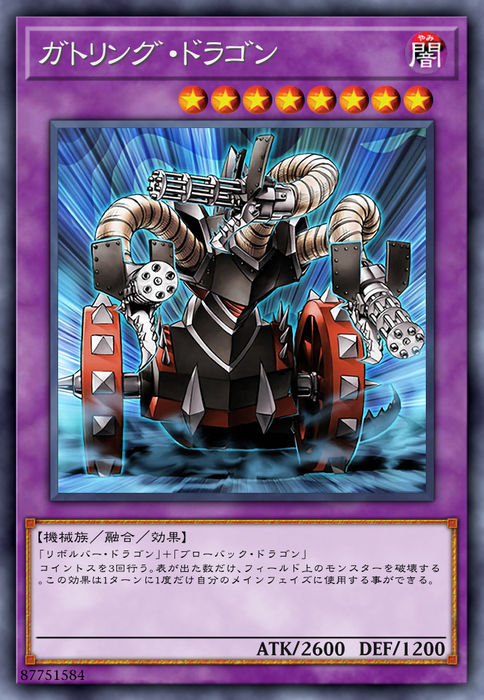 ガトリング・ドラゴン
やみ
闇
【機械族／融合／効果】
「リボルバー・ドラゴン」＋「ブローバック・ドラゴン」
コイントスを3回行う。表が出た数だけ、フィールド上のモンスターを破壊する
。この効果は1ターンに1度だけ自分のメインフェイズに使用する事ができる。
ATK/2600 DEF/1200
87751584